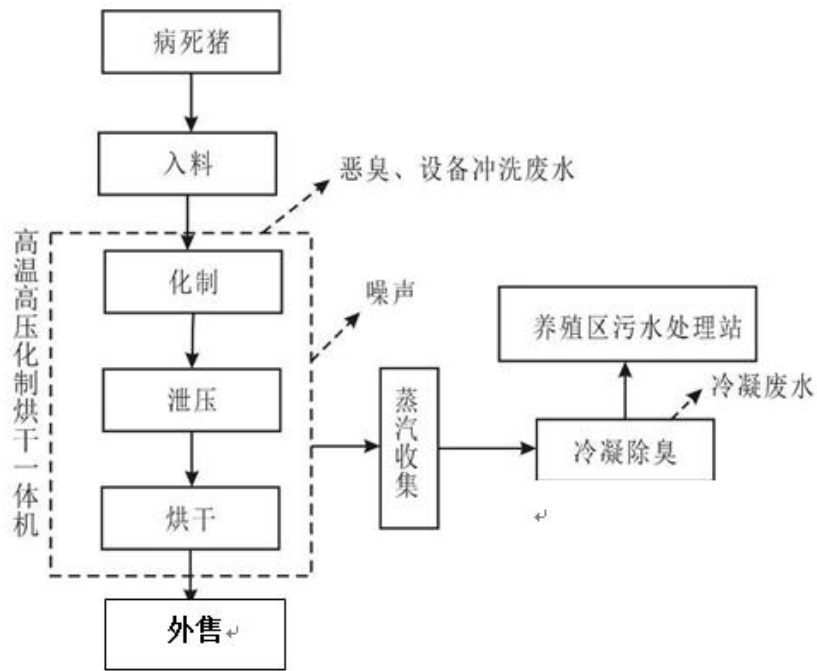 病死猪
入料
恶臭、设备冲洗废水
高温高压化制烘干一体机
化制
噪声
养殖区污水处理站
泄压
蒸汽收集
冷凝废水
冷凝除臭
烘干
外售